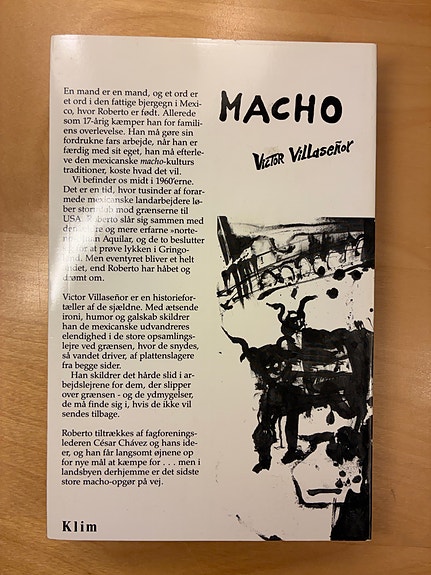 En mand er en mand, og et ord er
et ord i den fattige bjergegn i Mexi-
co, hvor Roberto er født. Allerede
som 17-årig kæmper han for famili-
ens overlevelse. Han må gøre sin
fordrukne fars arbejde, når han er
færdig med sit eget, han må efterle-
ve den mexicanske macho-kulturs
traditioner, koste hvad det vil.
Vi befinder os midt i 1960'erne.
Det er en tid, hvor tusinder af forar-
mede mexicanske landarbejdere lø-
ber mod grænserne til
USA. Roberto slår sig sammen med
den og mere erfarne »norte-
Aquilar, og de to beslutter
at prøve lykken i Gringo-
Men eventyret bliver et helt
end Roberto har håbet og
drømt om.
Victor Villaseñor er en historiefor-
tæller af de sjældne. Med ætsende
ironi, humor og galskab skildrer
han de mexicanske udvandreres
elendighed i de store opsamlings-
lejre ved grænsen, hvor de snydes,
så vandet driver, af plattenslagere
fra begge sider.
Han skildrer det hårde slid i ar-
bejdslejrene for dem, der slipper
over grænsen - og de ydmygelser,
de må finde sig i, hvis de ikke vil
sendes tilbage.
Roberto tiltrækkes af fagforenings-
lederen César Chávez og hans ide-
er, og han får langsomt øjnene op
for nye mål at kæmpe for . . . men i
landsbyen derhjemme er det sidste
store macho-opgør på vej.
Klim
MACHO
VICTOR VillaSEÑor